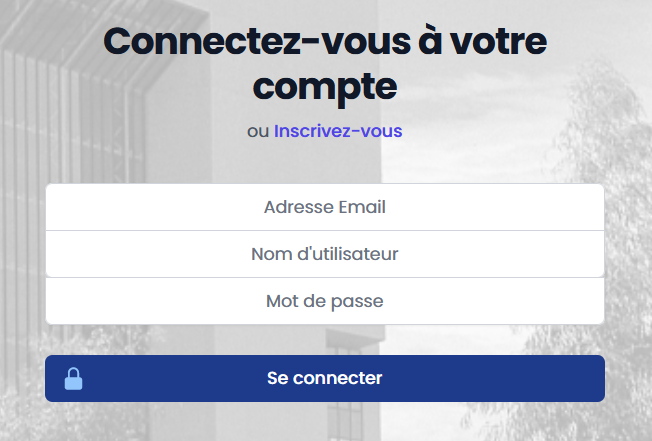 Connectez-vous à votre
compte
ou Inscrivez-vous
Adresse Email
Nom d'utilisateur
Mot de passe
Se connecter